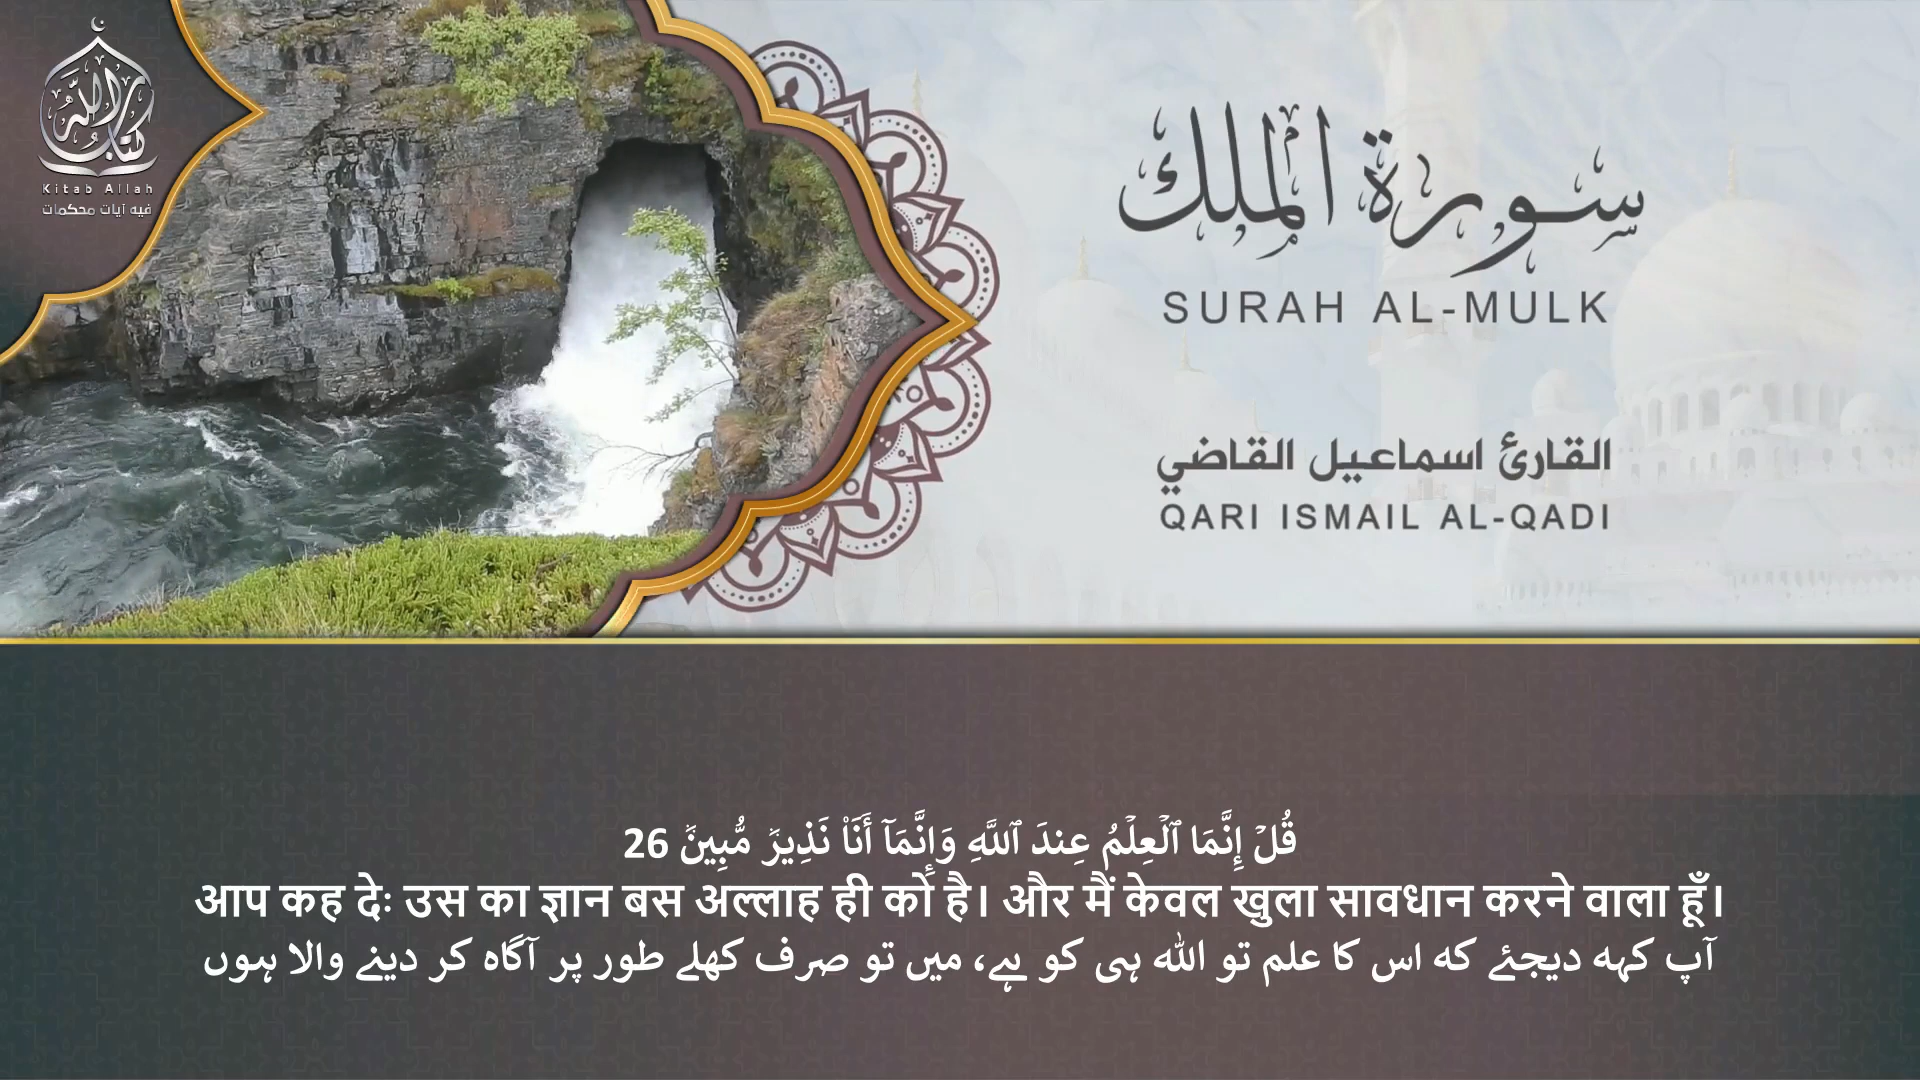 كتاب الله
Kitab Allah
فيه آيات محكمات
سورة الملك
SURAH AL-MULK
القارئ اسماعيل القاضي
QARI ISMAIL AL-QADI
قُلۡ إِنَّمَا ٱلۡعِلۡمُ عِندَ ٱللَّهِ وَإِنَّمَآ أَنَا۠ نَذِيرٞ مُّبِينٞ 26
आप कह देः उस का ज्ञान बस अल्लाह ही को है। और मैं केवल खुला सावधान करने वाला हूँ।
آپ کہہ دیجئے کہ اس کا علم تو اللہ ہی کو ہے، میں تو صرف کھلے طور پر آگاہ کر دینے والا ہوں